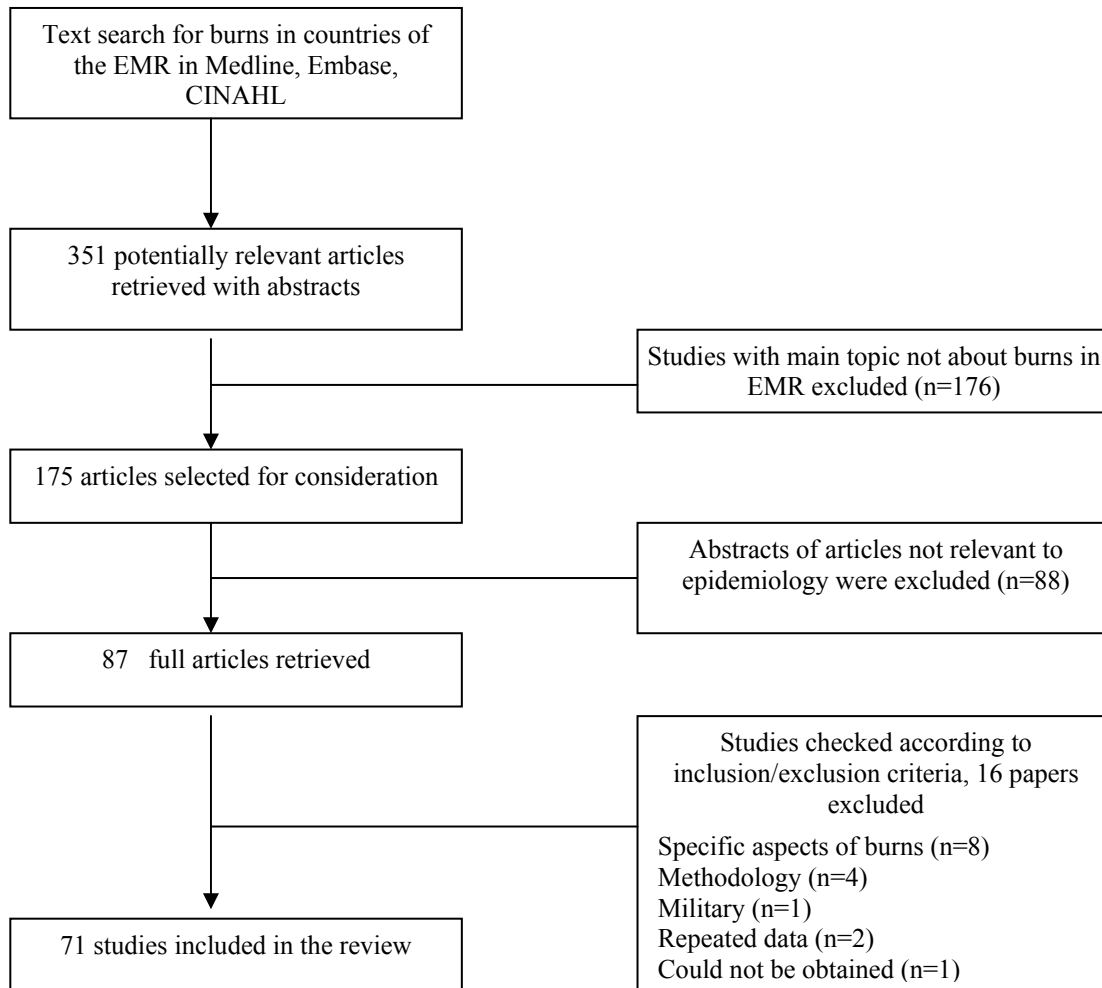 Text search for burns in countries of
the EMR in Medline, Embase,
CINAHL
351 potentially relevant articles
retrieved with abstracts
Studies with main topic not about burns in
EMR excluded (n=176)
175 articles selected for consideration
Abstracts of articles not relevant to
epidemiology were excluded (n=88)
87 full articles retrieved
Studies checked according to
inclusion/exclusion criteria, 16 papers
excluded
Specific aspects of burns (n=8)
Methodology (n=4)
Military (n=1)
Repeated data (n=2)
Could not be obtained (n=1)
71 studies included in the review